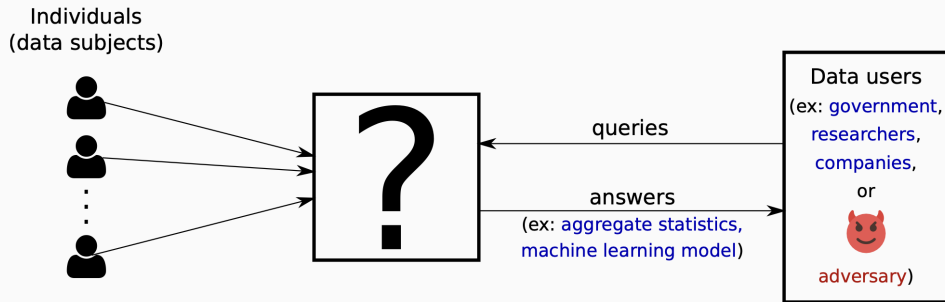 Individuals
(data subjects)
?
queries
answers
(ex: aggregate statistics,
machine learning model)
Data users
(ex: government,
researchers,
companies,
or
adversary)